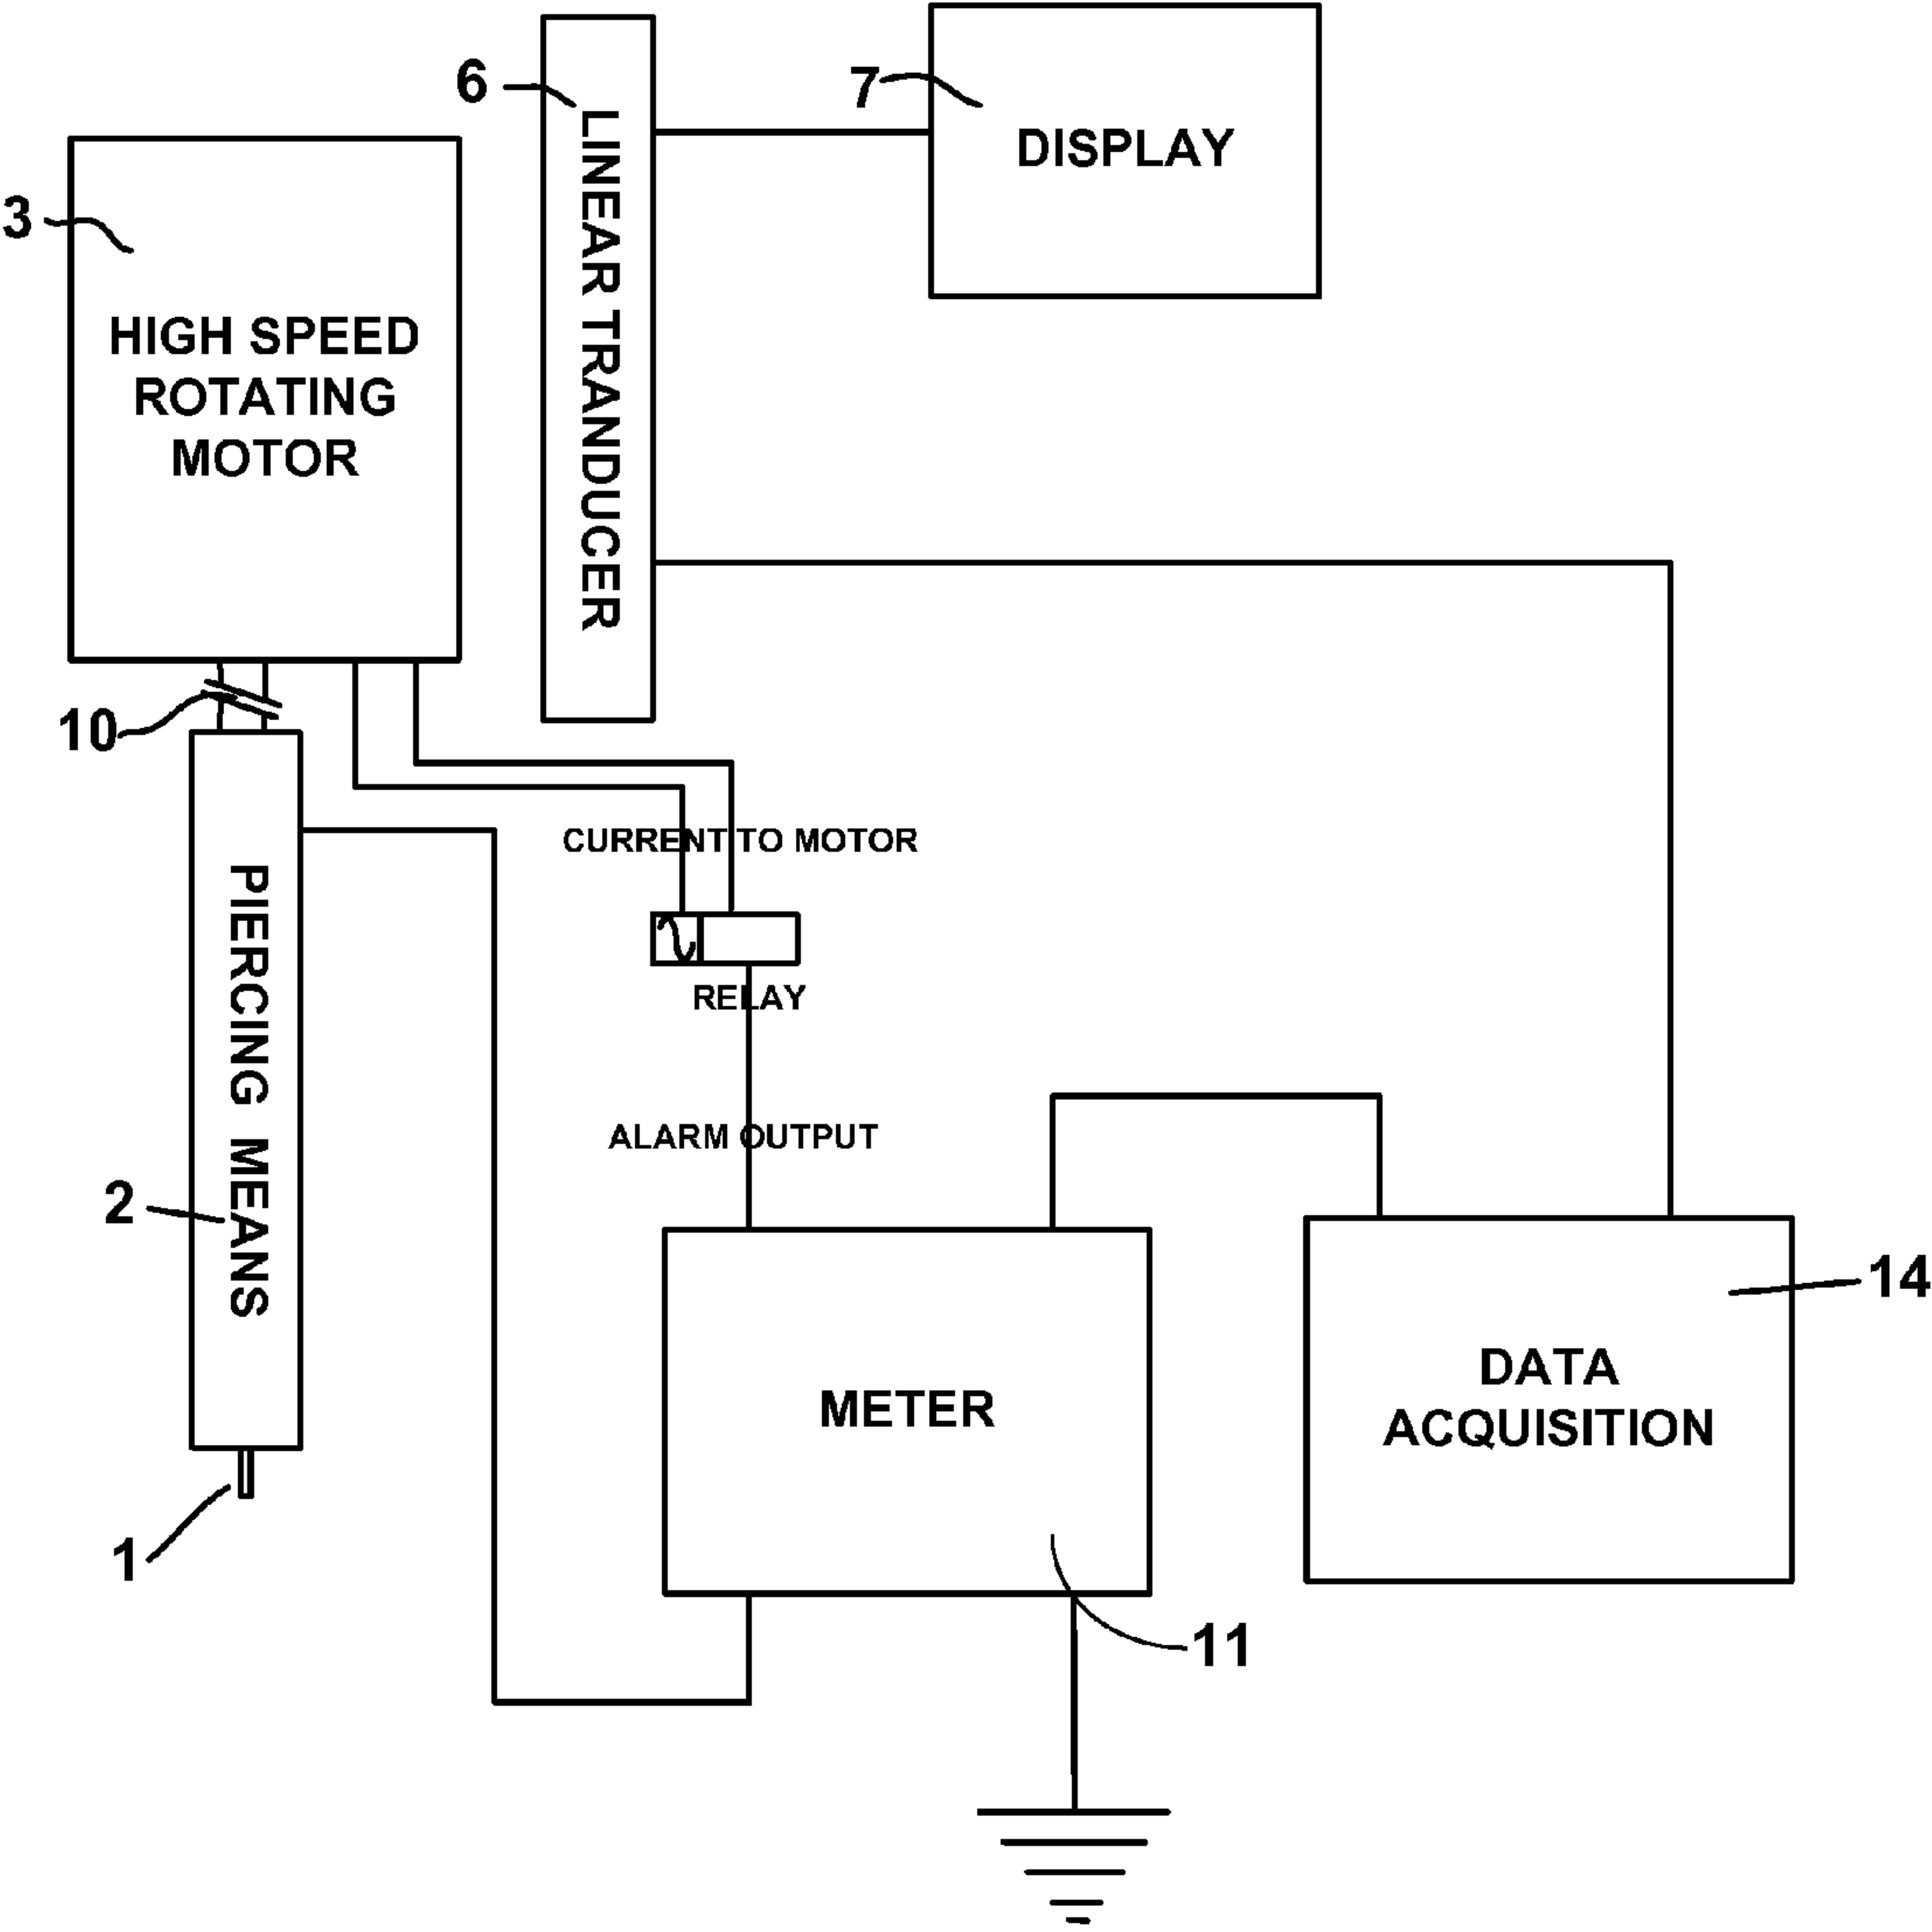 6
7
DISPLAY
LINEAR TRANDUCER
3
HIGH SPEED
ROTATING
MOTOR
10
CURRENT TO MOTOR
PIERCING MEANS
RELAY
ALARM OUTPUT
2
14
METER
DATA
ACQUISITION
1
11